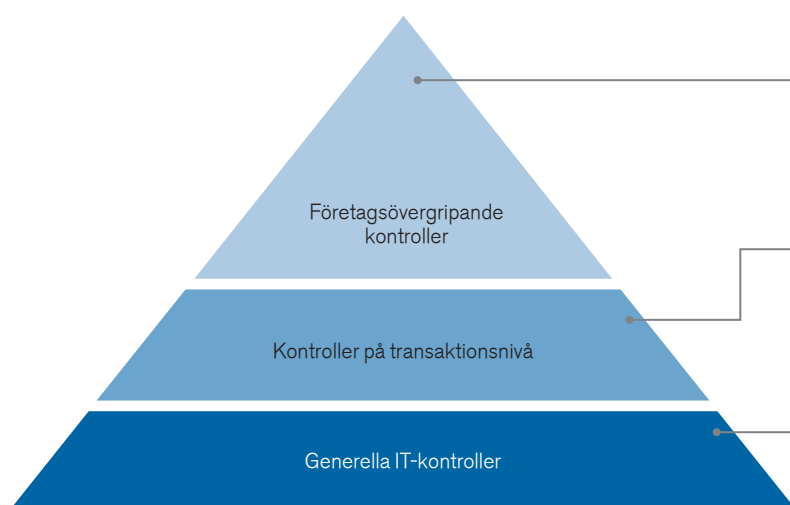 Företagsövergripande
kontroller
Kontroller på transaktionsnivå
Generella IT-kontroller